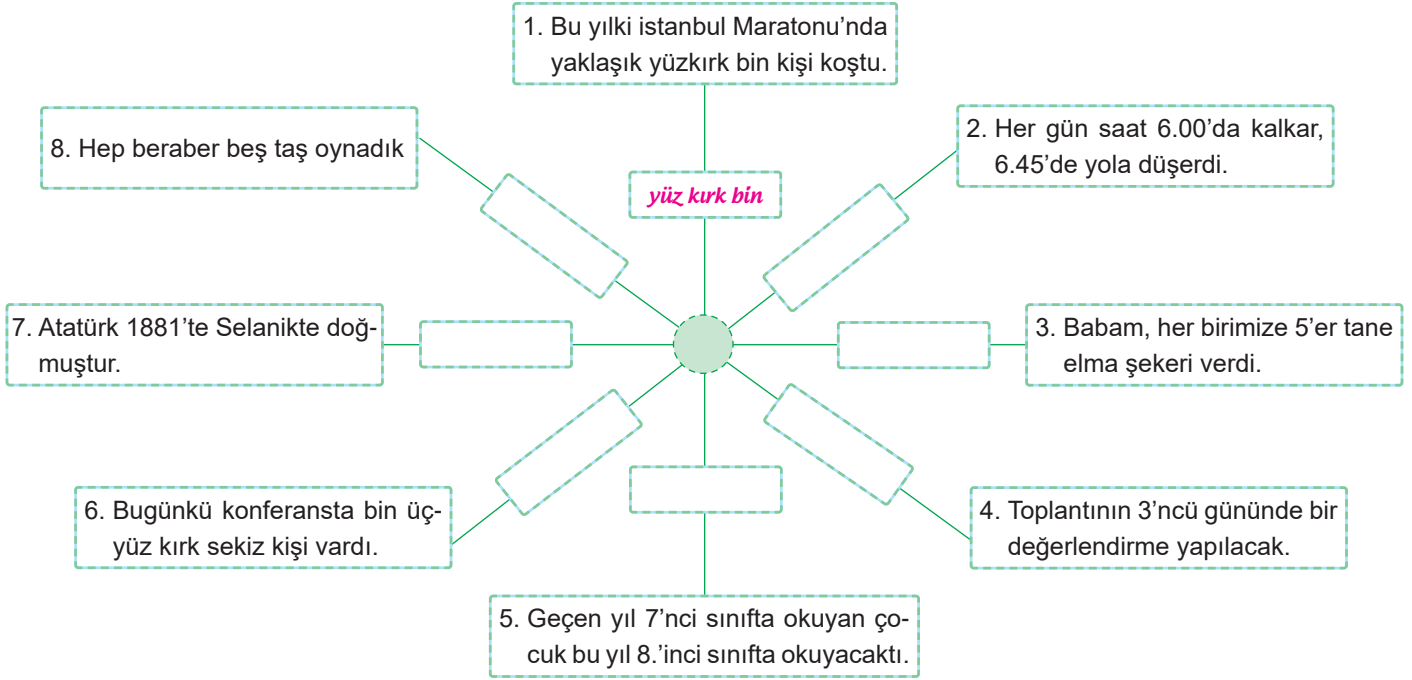 1. Bu yılki istanbul Maratonu’nda
yaklaşık yüzkırk bin kişi koştu.
yüz kırk bin
2. Her gün saat 6.00’da kalkar,
6.45’de yola düşerdi.
3. Babam, her birimize 5’er tane
elma şekeri verdi.
4. Toplantının 3’ncü gününde bir
değerlendirme yapılacak.
5. Geçen yıl 7’nci sınıfta okuyan ço-
cuk bu yıl 8.’inci sınıfta okuyacaktı.
6. Bugünkü konferansta bin üç-
yüz kırk sekiz kişi vardı.
7. Atatürk 1881’te Selanikte doğ-
muştur.
8. Hep beraber beş taş oynadık